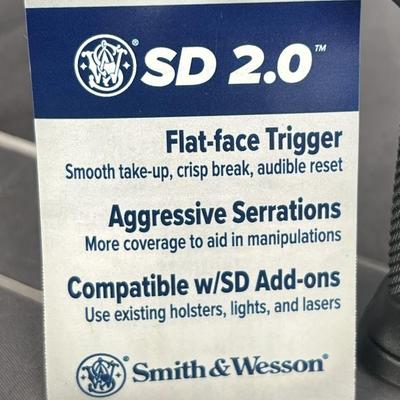 SD 2.0™
Flat-face Trigger
Smooth take-up, crisp break, audible reset
Aggressive Serrations
More coverage to aid in manipulations
Compatible w/SD Add-ons
Use existing holsters, lights, and lasers
Smith & Wesson®